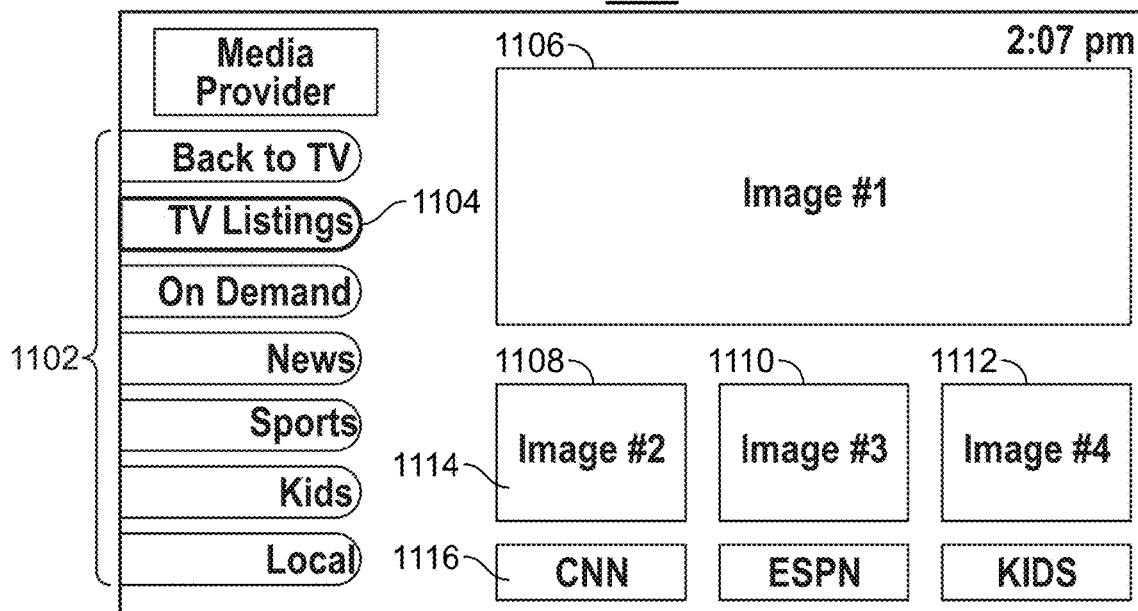 1106
2:07 pm
Media
Provider
Back to TV
TV Listings
1104
Image #1
On Demand
1102
News
1108
1110
1112
Sports
Image #2
Image #3
Image #4
1114
Kids
Local
1116
CNN
ESPN
KIDS